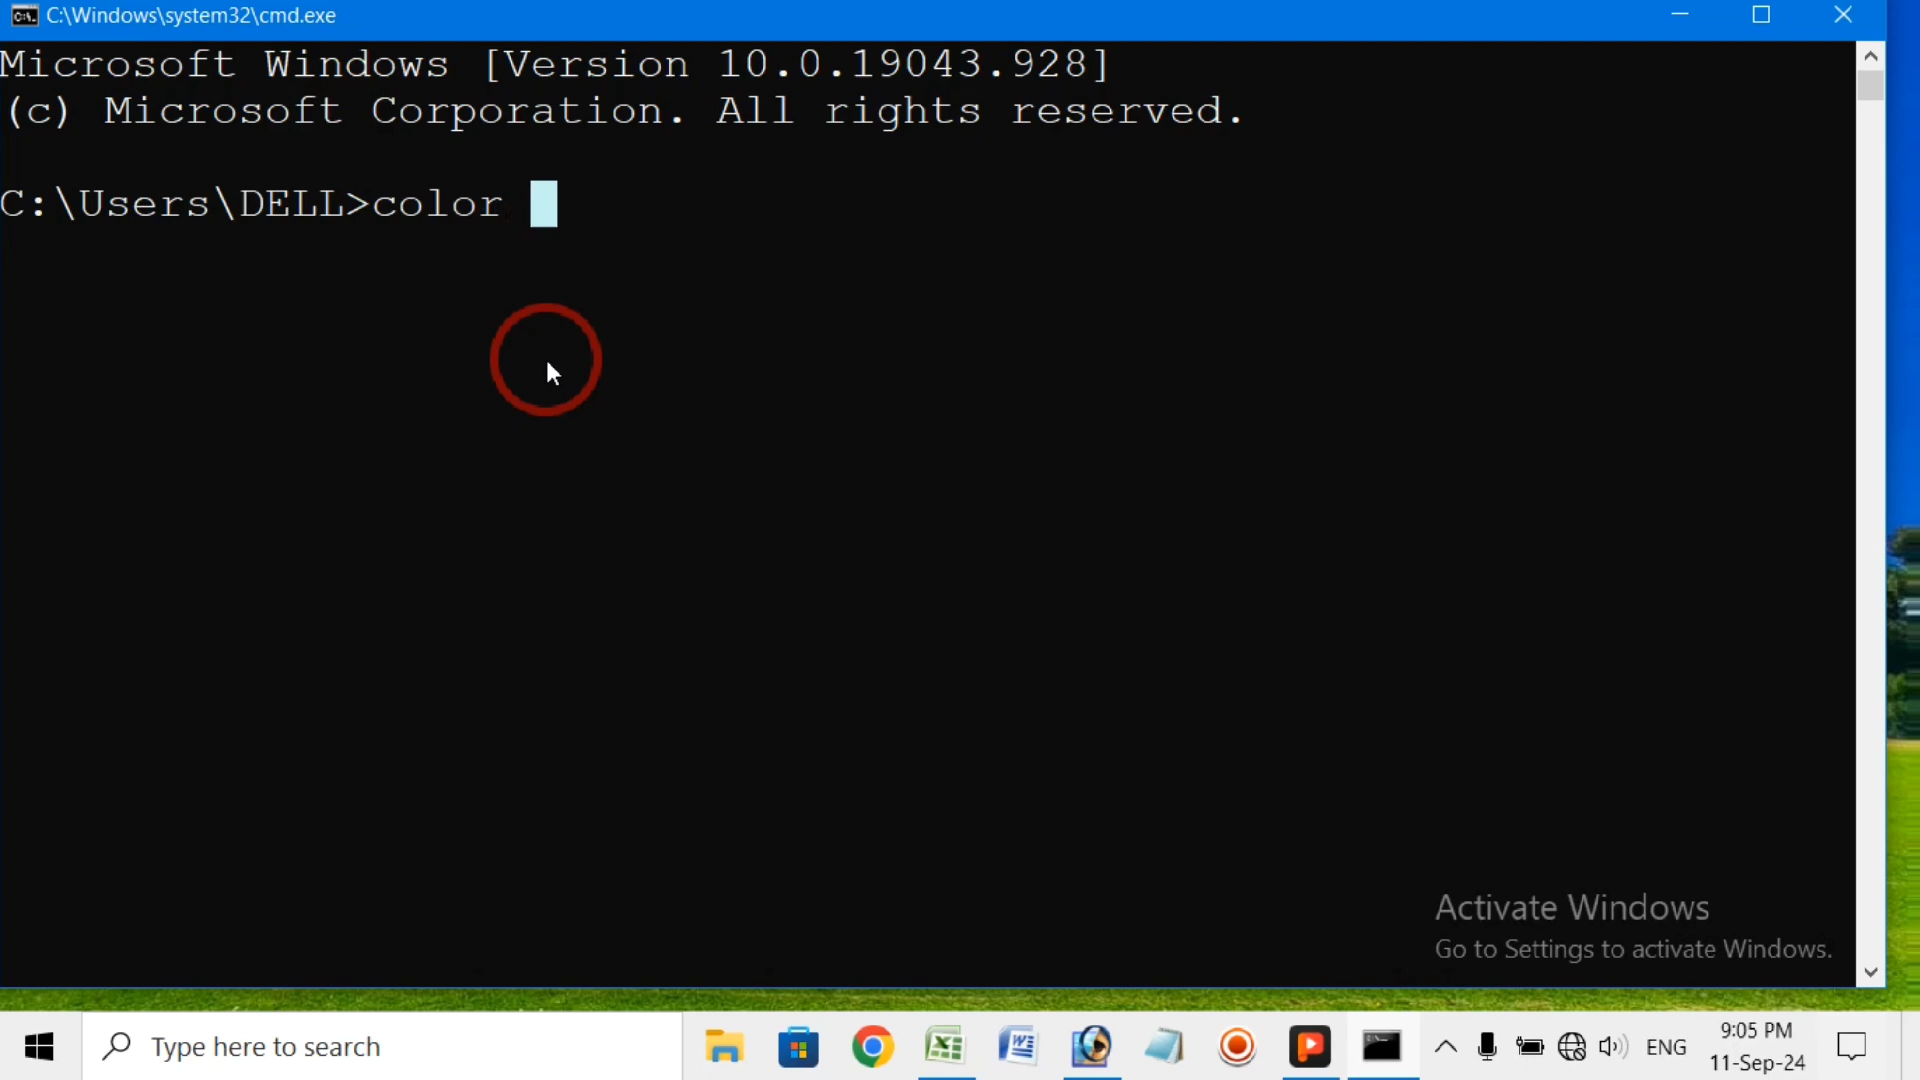 C:\Windows\system32\cmd.exe
Microsoft Windows [Version 10.0.19043.928]
(c) Microsoft Corporation. All rights reserved.
C:\Users\DELL>color
Activate Windows
Go to Settings to activate Windows.
Type here to search
ENG
9:05 PM
11-Sep-24